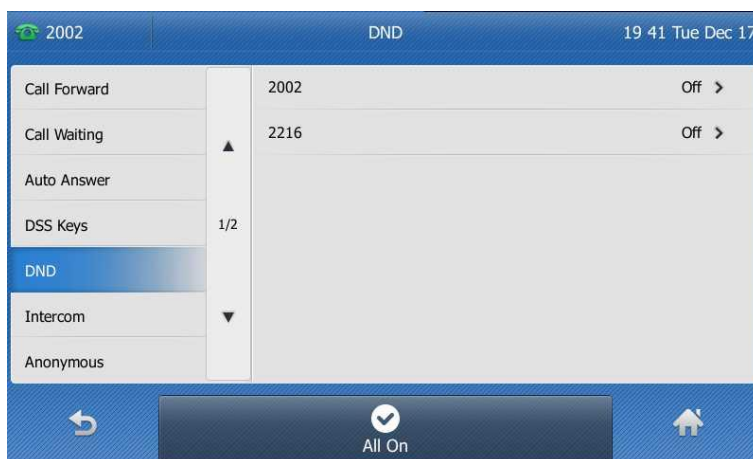 2002 DND 19 41 Tue Dec 17
Call Forward
Call Waiting
Auto Answer
DSS Keys
DND
Intercom
Anonymous
1/2
2002 Off
2216 Off
All On